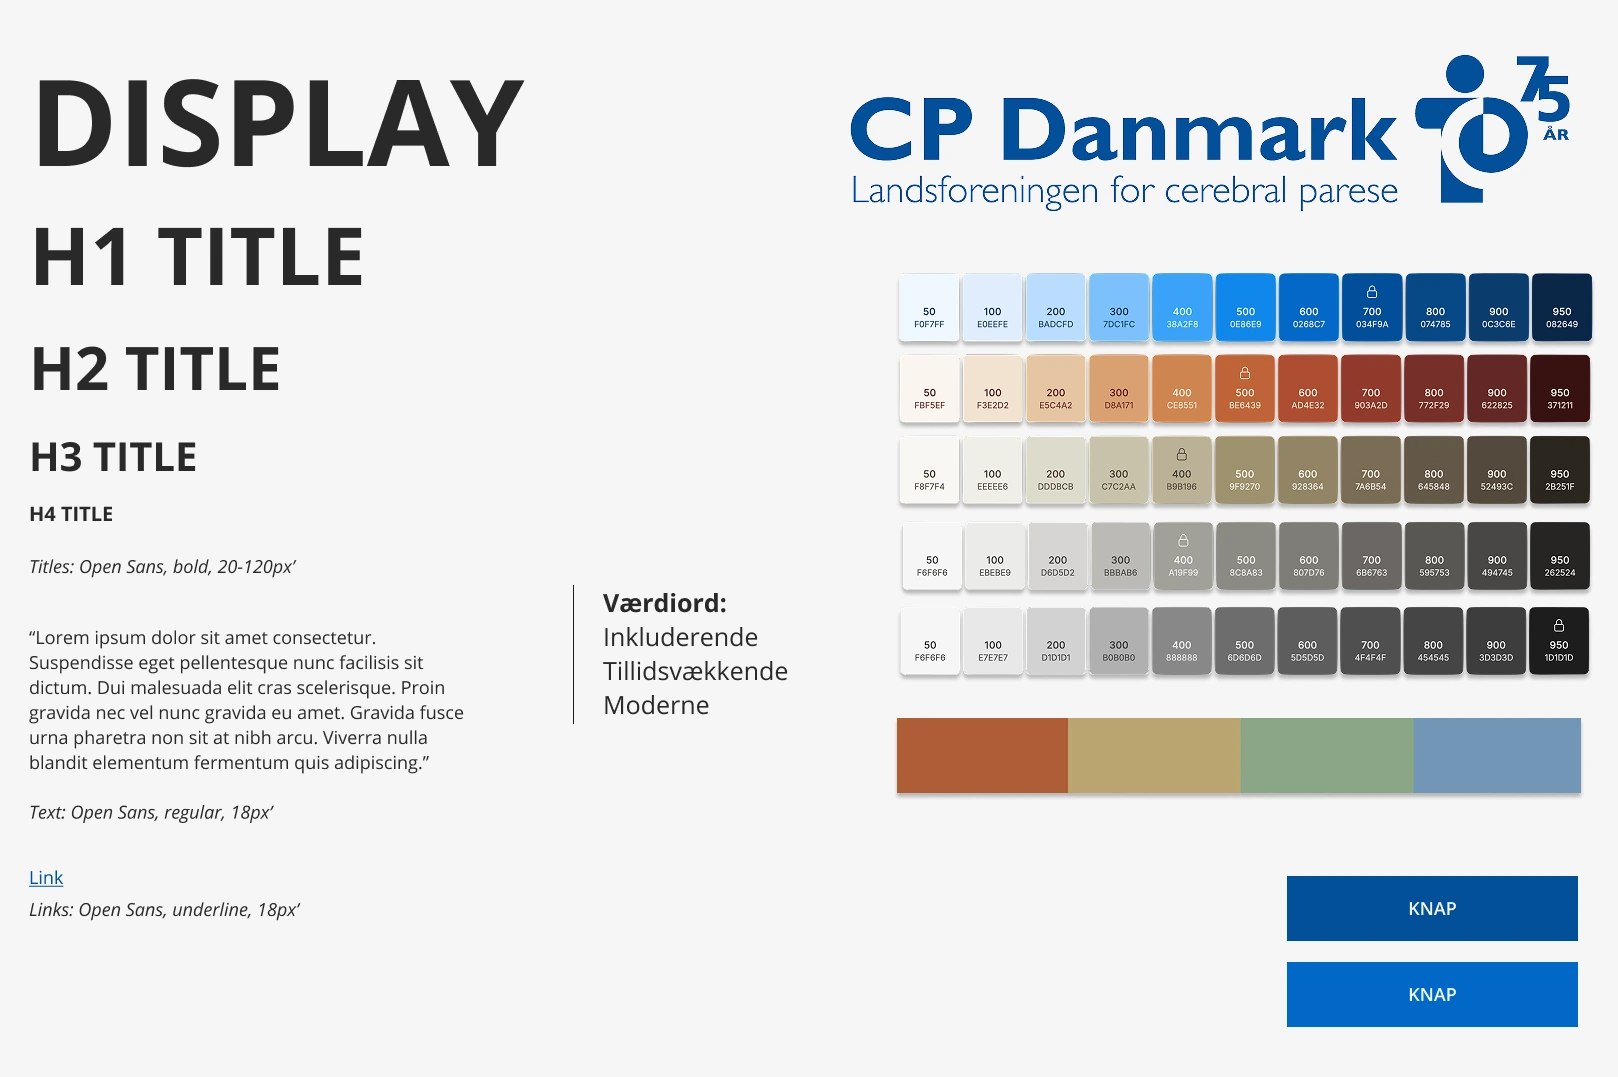 DISPLAY
H1 TITLE
H2 TITLE
H3 TITLE
H4 TITLE
Titles: Open Sans, bold, 20-120px’
“Lorem ipsum dolor sit amet consectetur.
Suspendisse eget pellentesque nunc facilisis sit
dictum. Dui malesuada elit cras scelerisque. Proin
gravida nec vel nunc gravida eu amet. Gravida fusce
urna pharetra non sit at nibh arcu. Viverra nulla
blandit elementum fermentum quis adipiscing.”
Text: Open Sans, regular, 18px’
Link
Links: Open Sans, underline, 18px’
Værdiord:
Inkluderende
Tillidsvækkende
Moderne
CP Danmark
Landsforeningen for cerebral parese
75
ÅR
50 100 200 300 400 500 600 700 800 900 950
F0F7FF E0EEFE BADCFD 7DC1FC 38A2F8 0E86E9 0268C7 034F9A 074785 0C3C6E 082649
50 100 200 300 400 500 600 700 800 900 950
FBF5EF F3E2D2 E5C4A2 D8A171 CE8551 BE6439 AD4E32 903A2D 772F29 622825 371211
50 100 200 300 400 500 600 700 800 900 950
F8F7F4 EEEEE6 DDDBCB C7C2AA B9B196 9F9270 928364 7A6B54 645848 52493C 2B251F
50 100 200 300 400 500 600 700 800 900 950
F6F6F6 EBEBE9 D6D5D2 BBBAB6 A19F99 8C8A83 807D76 6B6763 595753 494745 262524
50 100 200 300 400 500 600 700 800 900 950
F6F6F6 E7E7E7 D1D1D1 B0B0B0 888888 6D6D6D 5D5D5D 4F4F4F 454545 3D3D3D 1D1D1D
KNAP
KNAP